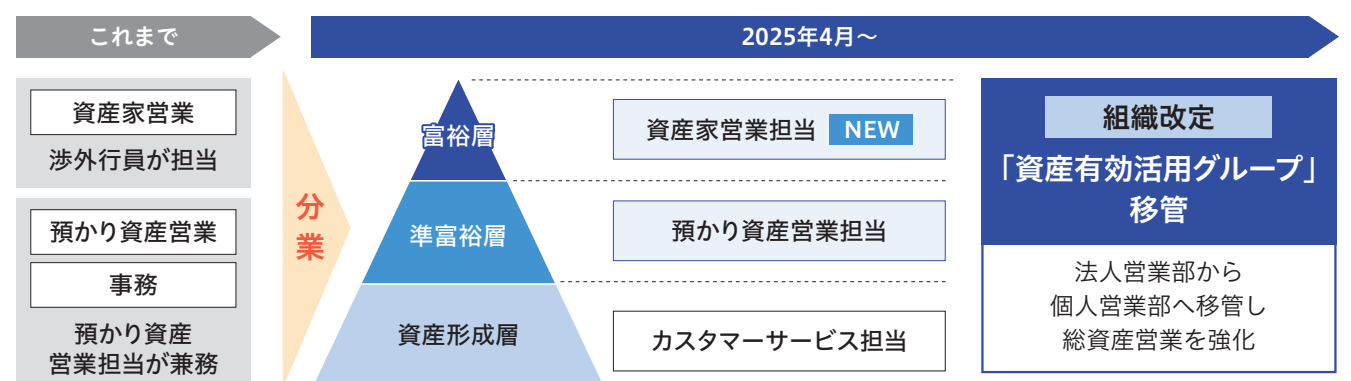 これまで
2025年4月～
資産家営業
渉外行員が担当
預かり資産営業
事務
預かり資産
営業担当が兼務
分
業
富裕層
準富裕層
資産形成層
資産家営業担当 NEW
預かり資産営業担当
カスタマーサービス担当
組織改定
「資産有効活用グループ」
移管
法人営業部から
個人営業部へ移管し
総資産営業を強化